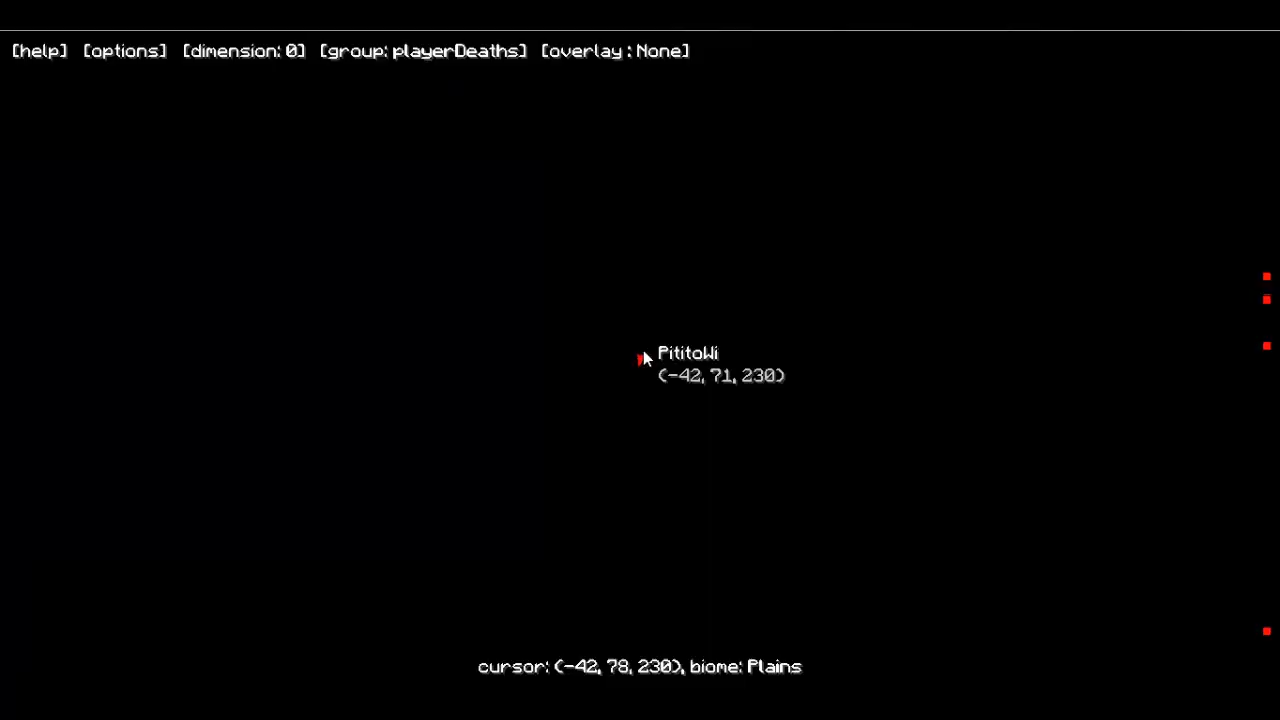 [help] [options] [dimension: 0] [group: playerDeaths] [overlay : None]
PititoWi
(-42, 71, 230)
cursor: (-42, 78, 230), biome: Plains